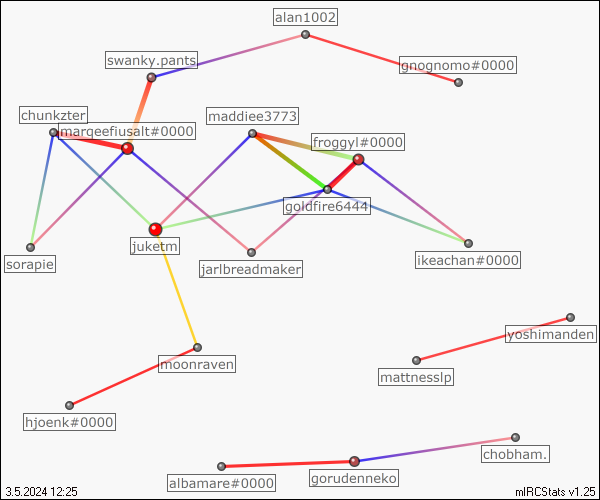 alan1002
swanky.pants
gnognomo#0000
chunkzter
maddiee3773
marqeefiusalt#0000
froggyl#0000
goldfire6444
juketm
sorapie
jarlbreadmaker
ikeachan#0000
yoshimanden
moonraven
mattnesslp
hjoenk#0000
chobham.
albamare#0000
gorudenneko
3.5.2024 12:25
mIRCStats v1.25